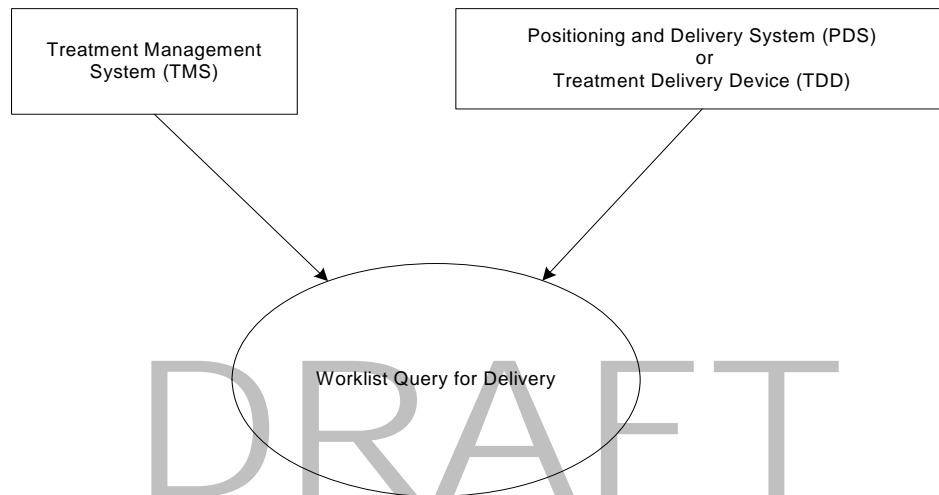 Treatment Management
System (TMS)
Positioning and Delivery System (PDS)
or
Treatment Delivery Device (TDD)
Worklist Query for Delivery
DRAFT